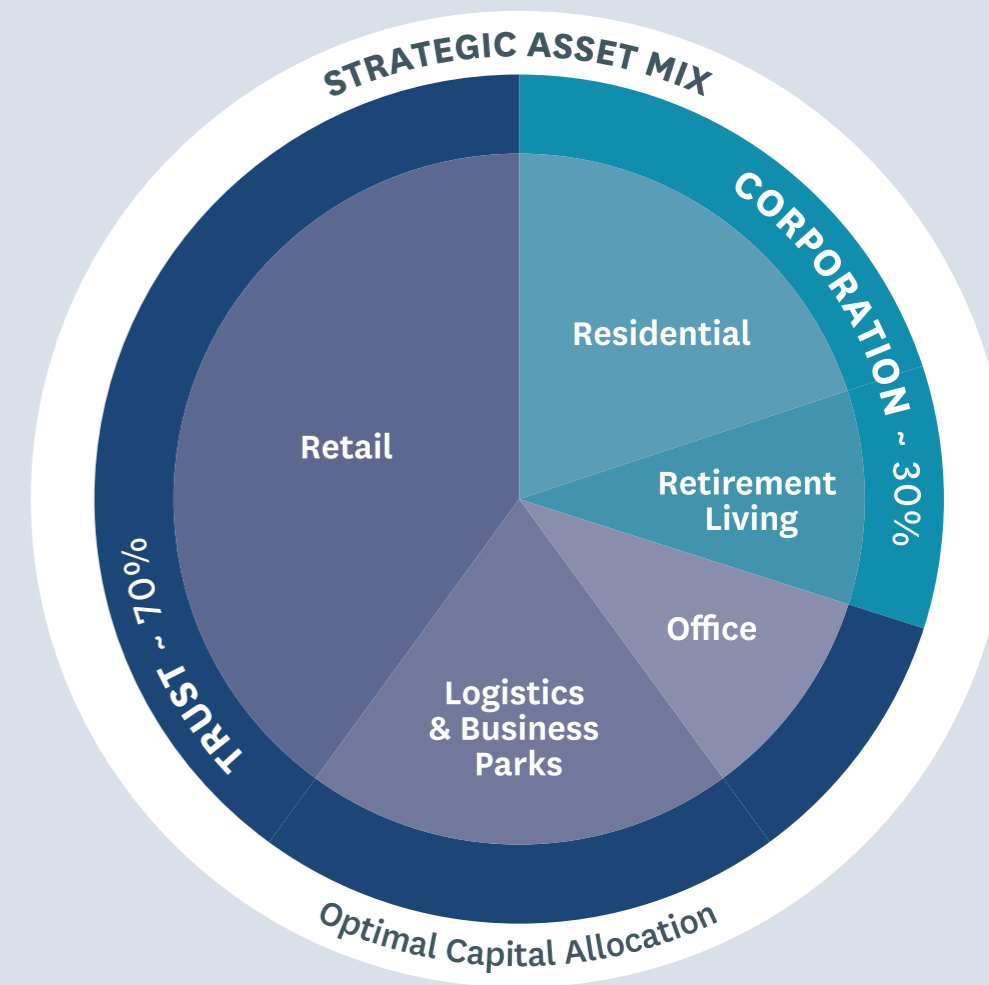 STRATEGIC ASSET MIX
CORPORATION ~ 30%
Residential
Retail
Retirement
Living
Office
Logistics
& Business
Parks
TRUST ~ 70%
Optimal Capital Allocation